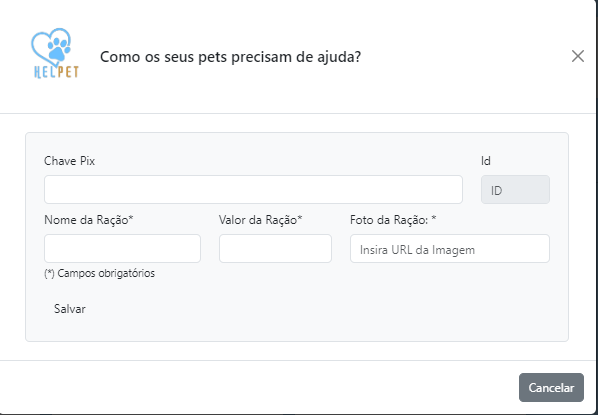 HELPET
Como os seus pets precisam de ajuda?
Chave Pix
Id
ID
Nome da Ração*
Valor da Ração*
Foto da Ração: *
Insira URL da Imagem
(*) Campos obrigatórios
Salvar
Cancelar